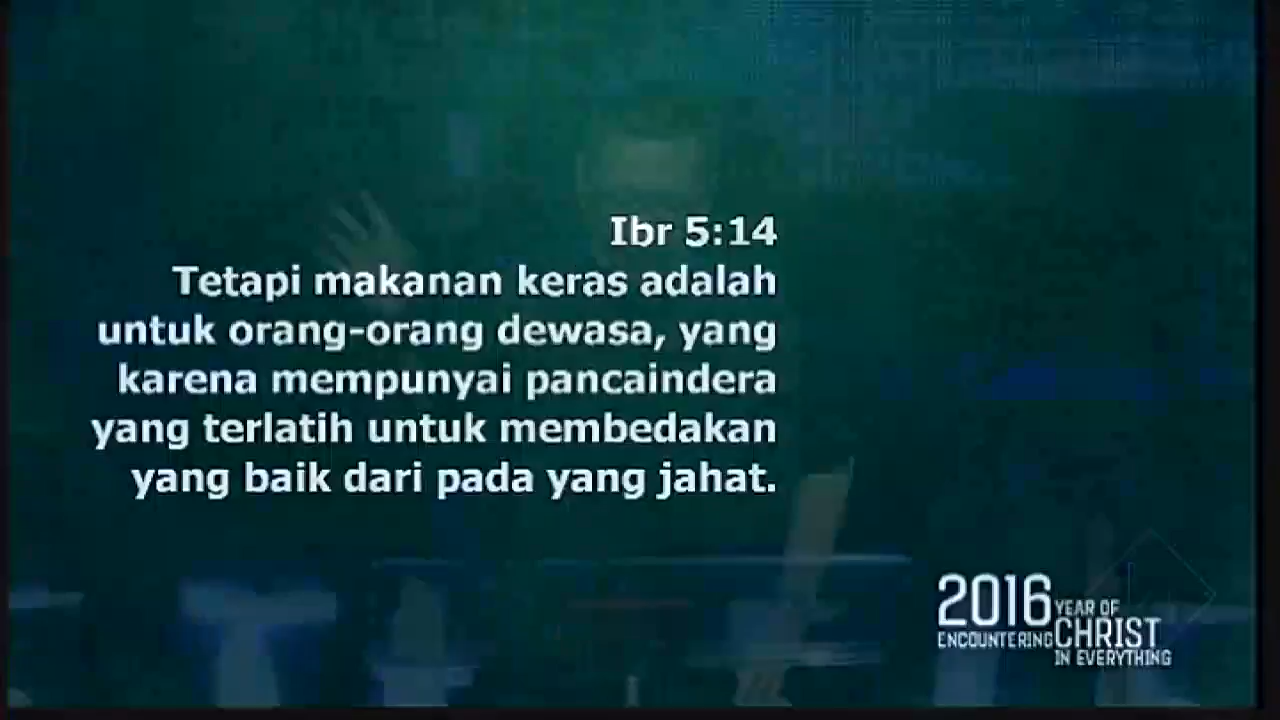 Ibr 5:14
Tetapi makanan keras adalah
untuk orang-orang dewasa, yang
karena mempunyai pancaindera
yang terlatih untuk membedakan
yang baik dari pada yang jahat.
2016 YEAR OF
ENCOUNTERING CHRIST
IN EVERYTHING